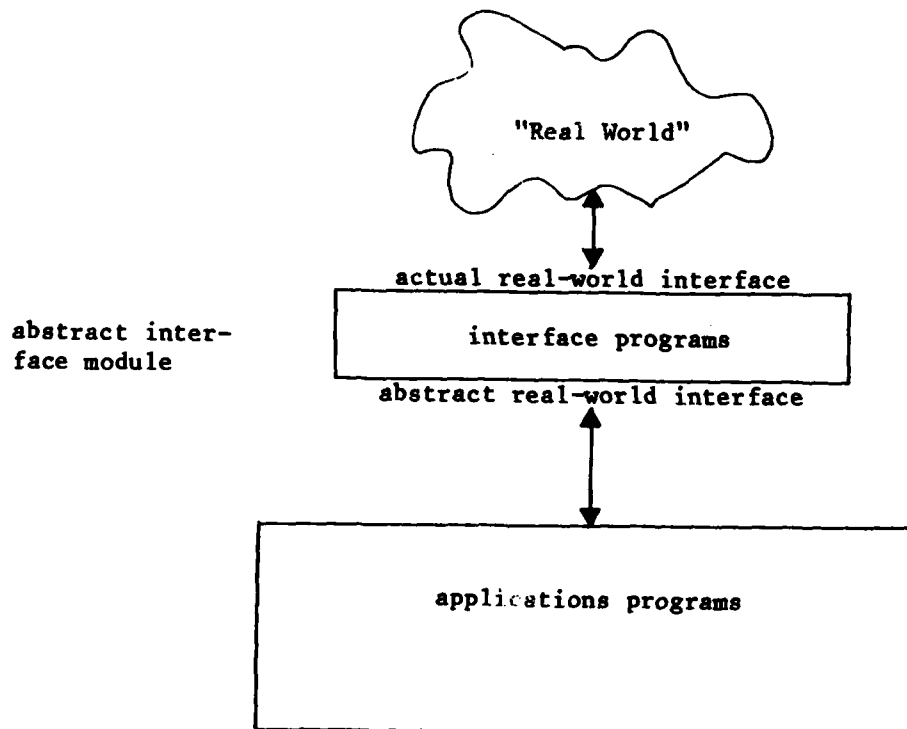 "Real World"
actual real-world interface
abstract inter-
face module
interface programs
abstract real-world interface
applications programs